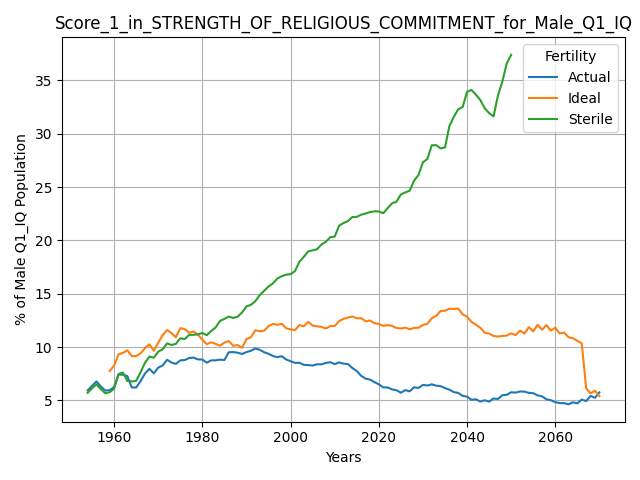 Score_1_in_STRENGTH_OF_RELIGIOUS_COMMITMENT_for_Male_Q1_IQ
Fertility
Actual
Ideal
Sterile
% of Male Q1_IQ Population
35
30
25
20
15
10
5
1960 1980 2000 2020 2040 2060
Years